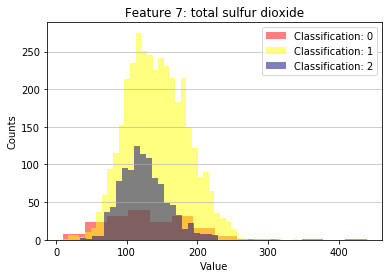 Feature 7: total sulfur dioxide
Classification: 0
Classification: 1
Classification: 2
Counts
250
200
150
100
50
0
0 100 200 300 400
Value